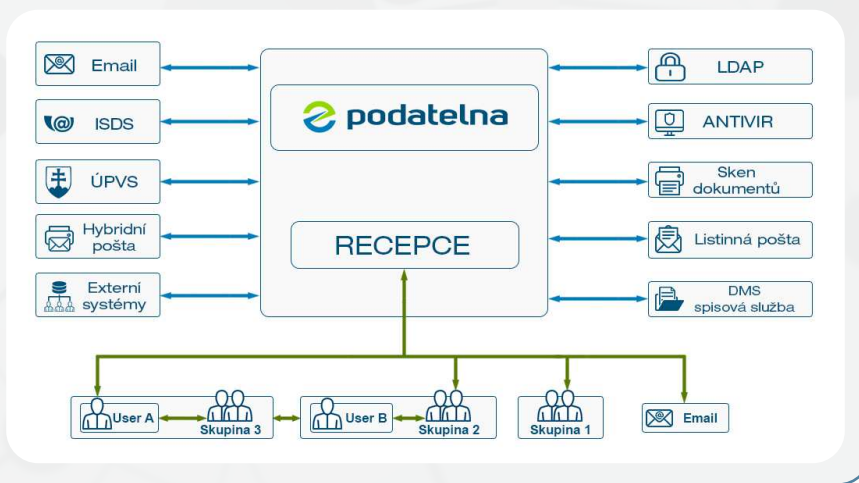 Email
ISDS
ÚPVS
Hybridní
pošta
Externí
systémy
podatelna
RECEPCE
LDAP
ANTIVIR
Sken
dokumentů
Listinná pošta
DMS
spisová služba
User A
Skupina 3
User B
Skupina 2
Skupina 1
Email